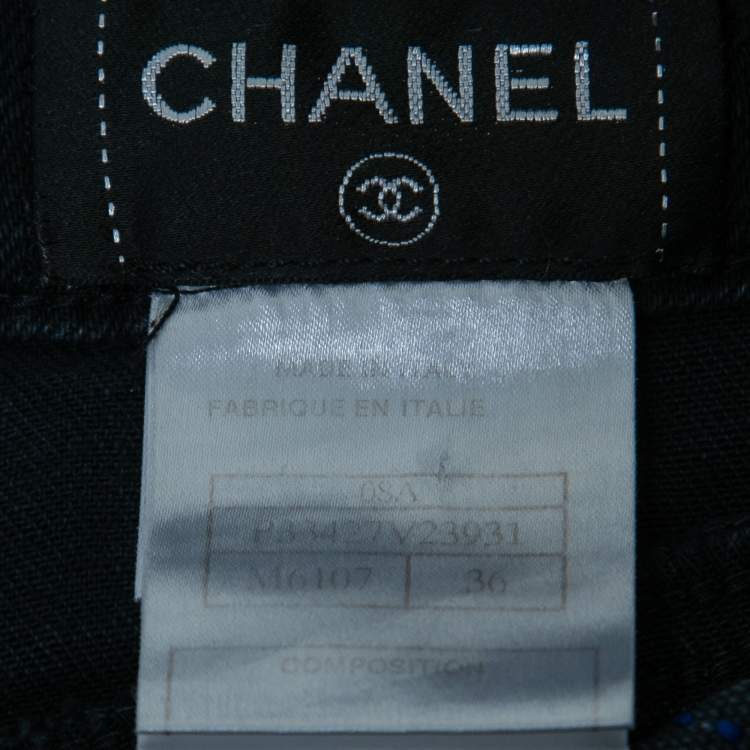 CHANEL
MADE IN ITALY
FABRIQUE EN ITALIE
08A
P33427V23931
M6107 36
COMPOSITION